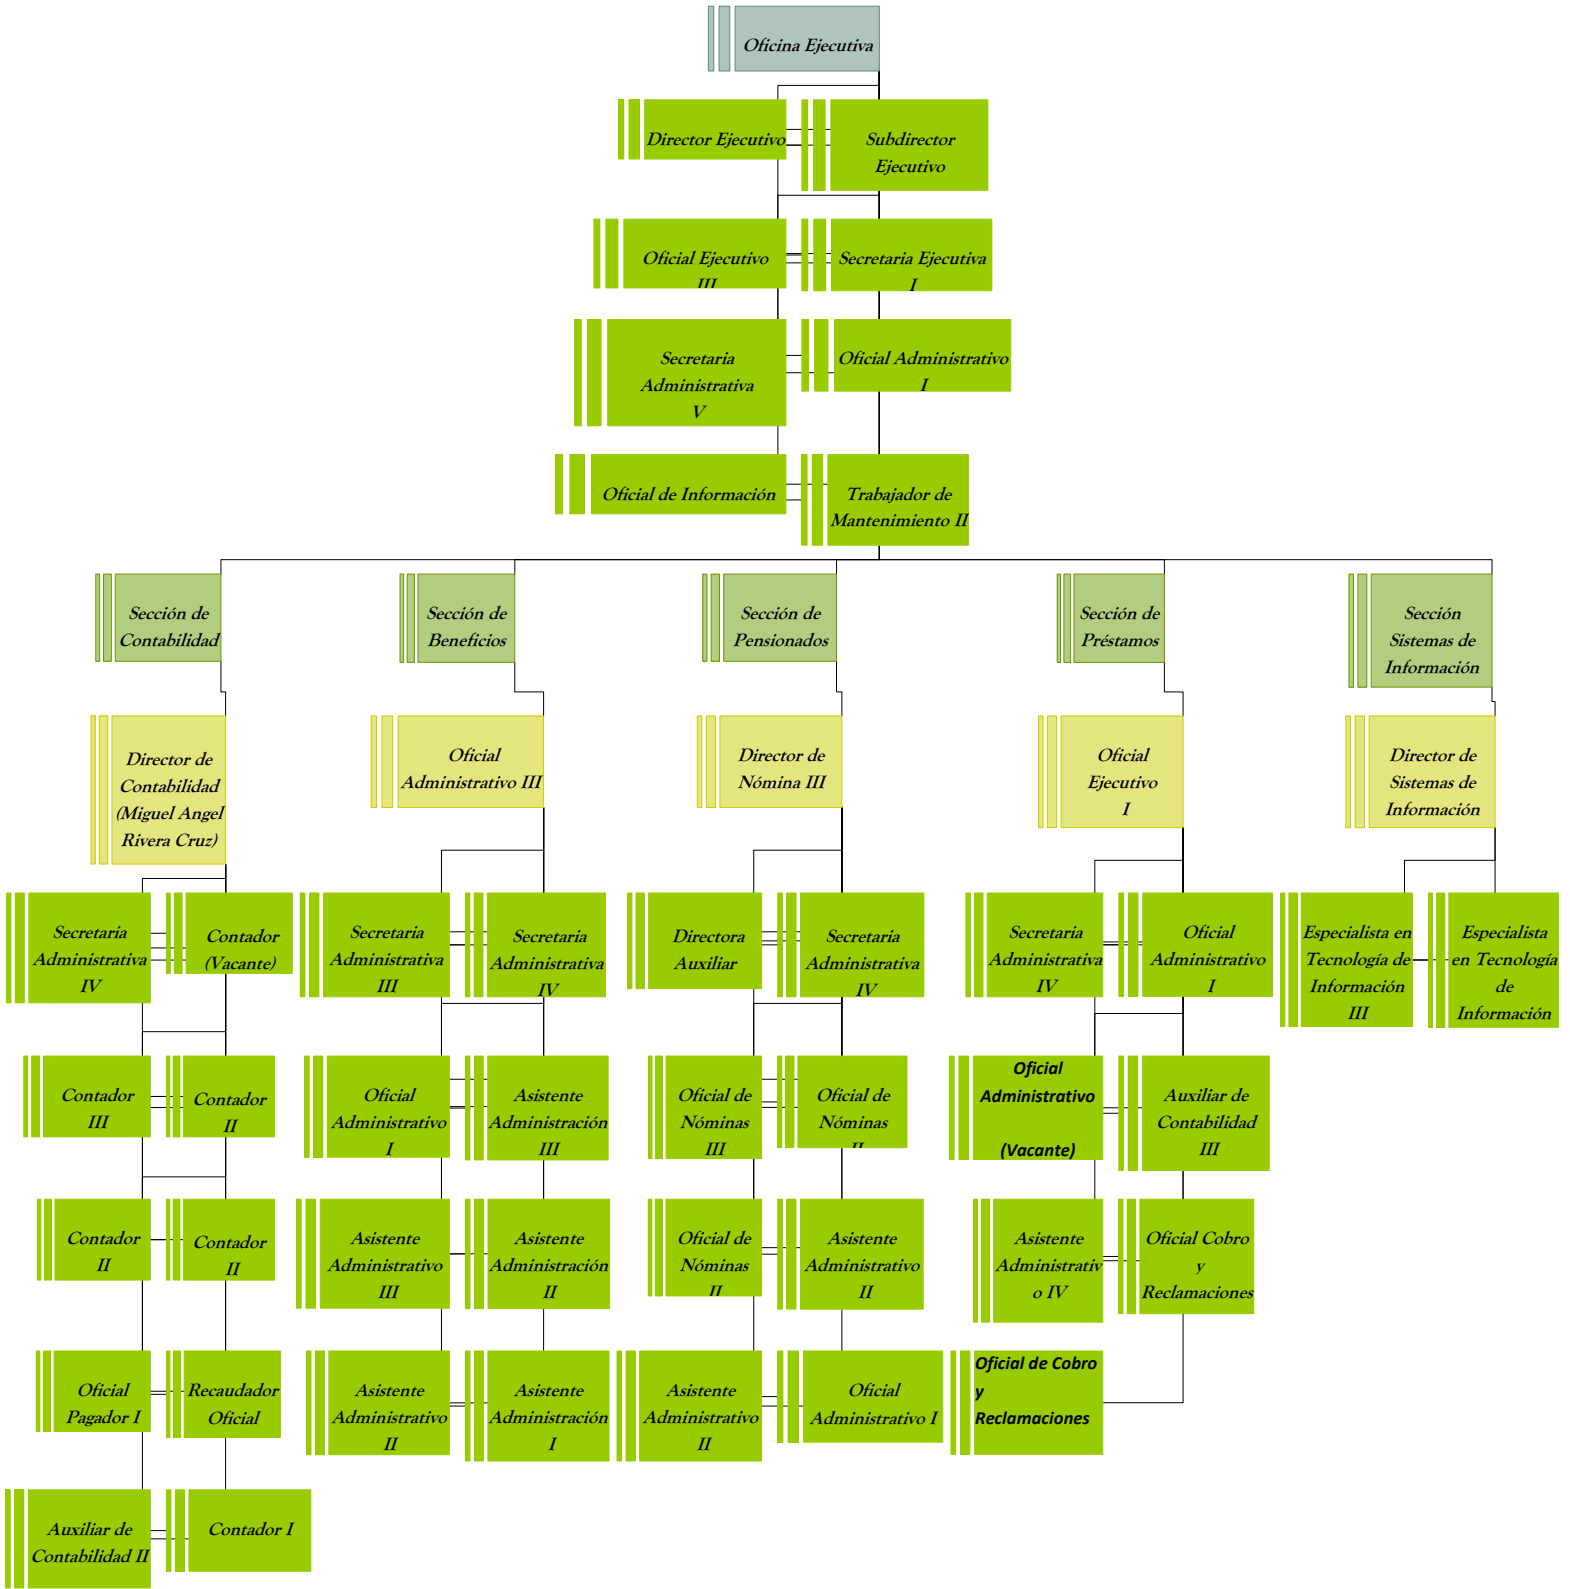 Oficina Ejecutiva
Director Ejecutivo
Subdirector
Ejecutivo
Oficial Ejecutivo
III
Secretaria Ejecutiva
I
Secretaria
Administrativa
V
Oficial Administrativo
I
Oficial de Información
Trabajador de
Mantenimiento II
Sección de
Contabilidad
Sección de
Beneficios
Sección de
Pensionados
Sección de
Préstamos
Sección
Sistemas de
Información
Director de
Contabilidad
(Miguel Angel
Rivera Cruz)
Oficial
Administrativo III
Director de
Nómina III
Oficial
Ejecutivo
I
Director de
Sistemas de
Información
Secretaria
Administrativa
IV
Contador
(Vacante)
Secretaria
Administrativa
III
Secretaria
Administrativa
IV
Directora
Auxiliar
Secretaria
Administrativa
IV
Secretaria
Administrativa
IV
Oficial
Administrativo
I
Especialista en
Tecnología de
Información
III
Especialista
en Tecnología
de
Información
Contador
III
Contador
II
Oficial
Administrativo
I
Asistente
Administración
III
Oficial de
Nóminas
III
Oficial de
Nóminas
II
Oficial
Administrativo
(Vacante)
Auxiliar de
Contabilidad
III
Contador
II
Contador
II
Asistente
Administrativo
III
Asistente
Administración
II
Oficial de
Nóminas
II
Asistente
Administrativo
II
Asistente
Administrativ
o IV
Oficial Cobro
y
Reclamaciones
Oficial
Pagador I
Recaudador
Oficial
Asistente
Administrativo
II
Asistente
Administración
I
Asistente
Administrativo
II
Oficial
Administrativo I
Oficial de Cobro
y
Reclamaciones
Auxiliar de
Contabilidad II
Contador I